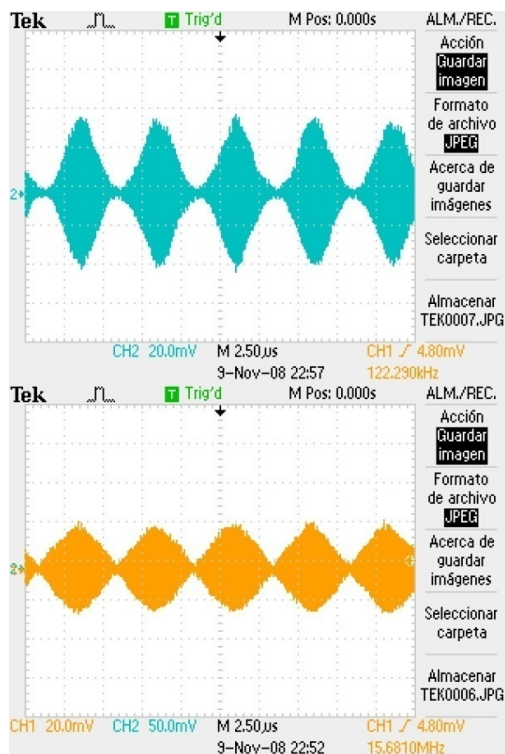 Tek Trig'd M Pos: 0.000s ALM./REC.
Acción
Guardar
imagen
Formato
de archivo
JPEG
Acerca de
guardar
imágenes
Seleccionar
carpeta
Almacenar
TEK0007.JPG
2
CH2 20.0mV M 2.50µs CH1 4.80mV
9-Nov-08 22:57 122.290kHz
Tek Trig'd M Pos: 0.000s ALM./REC.
Acción
Guardar
imagen
Formato
de archivo
JPEG
Acerca de
guardar
imágenes
Seleccionar
carpeta
Almacenar
TEK0006.JPG
CH1 20.0mV CH2 50.0mV M 2.50µs CH1 4.80mV
9-Nov-08 22:52 15.6810MHz